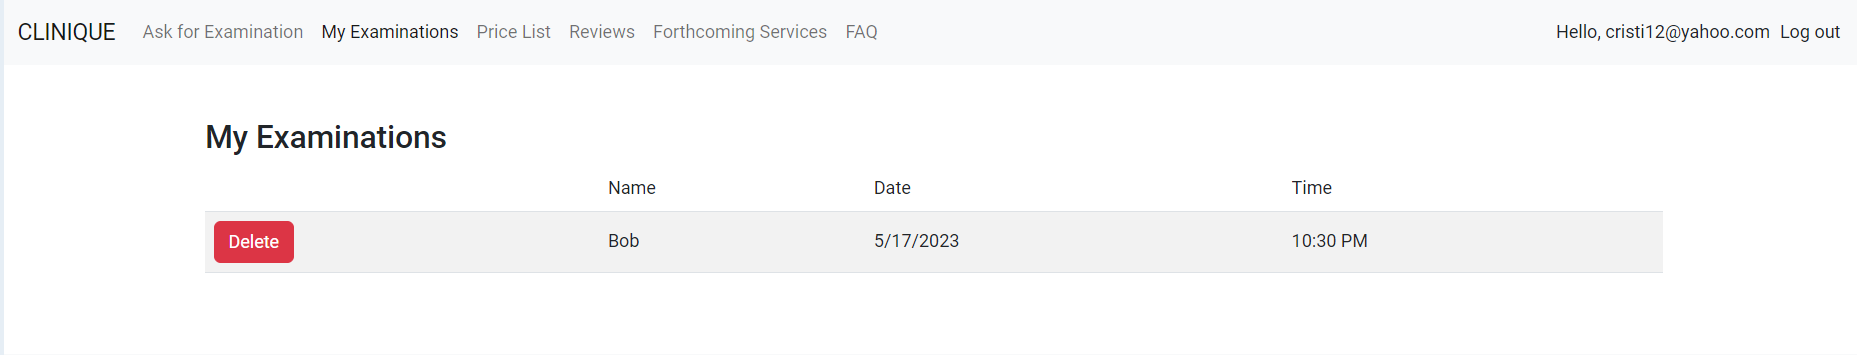 CLINIQUE Ask for Examination My Examinations Price List Reviews Forthcoming Services FAQ Hello, cristi12@yahoo.com Log out
My Examinations
Name Date Time
Delete Bob 5/17/2023 10:30 PM